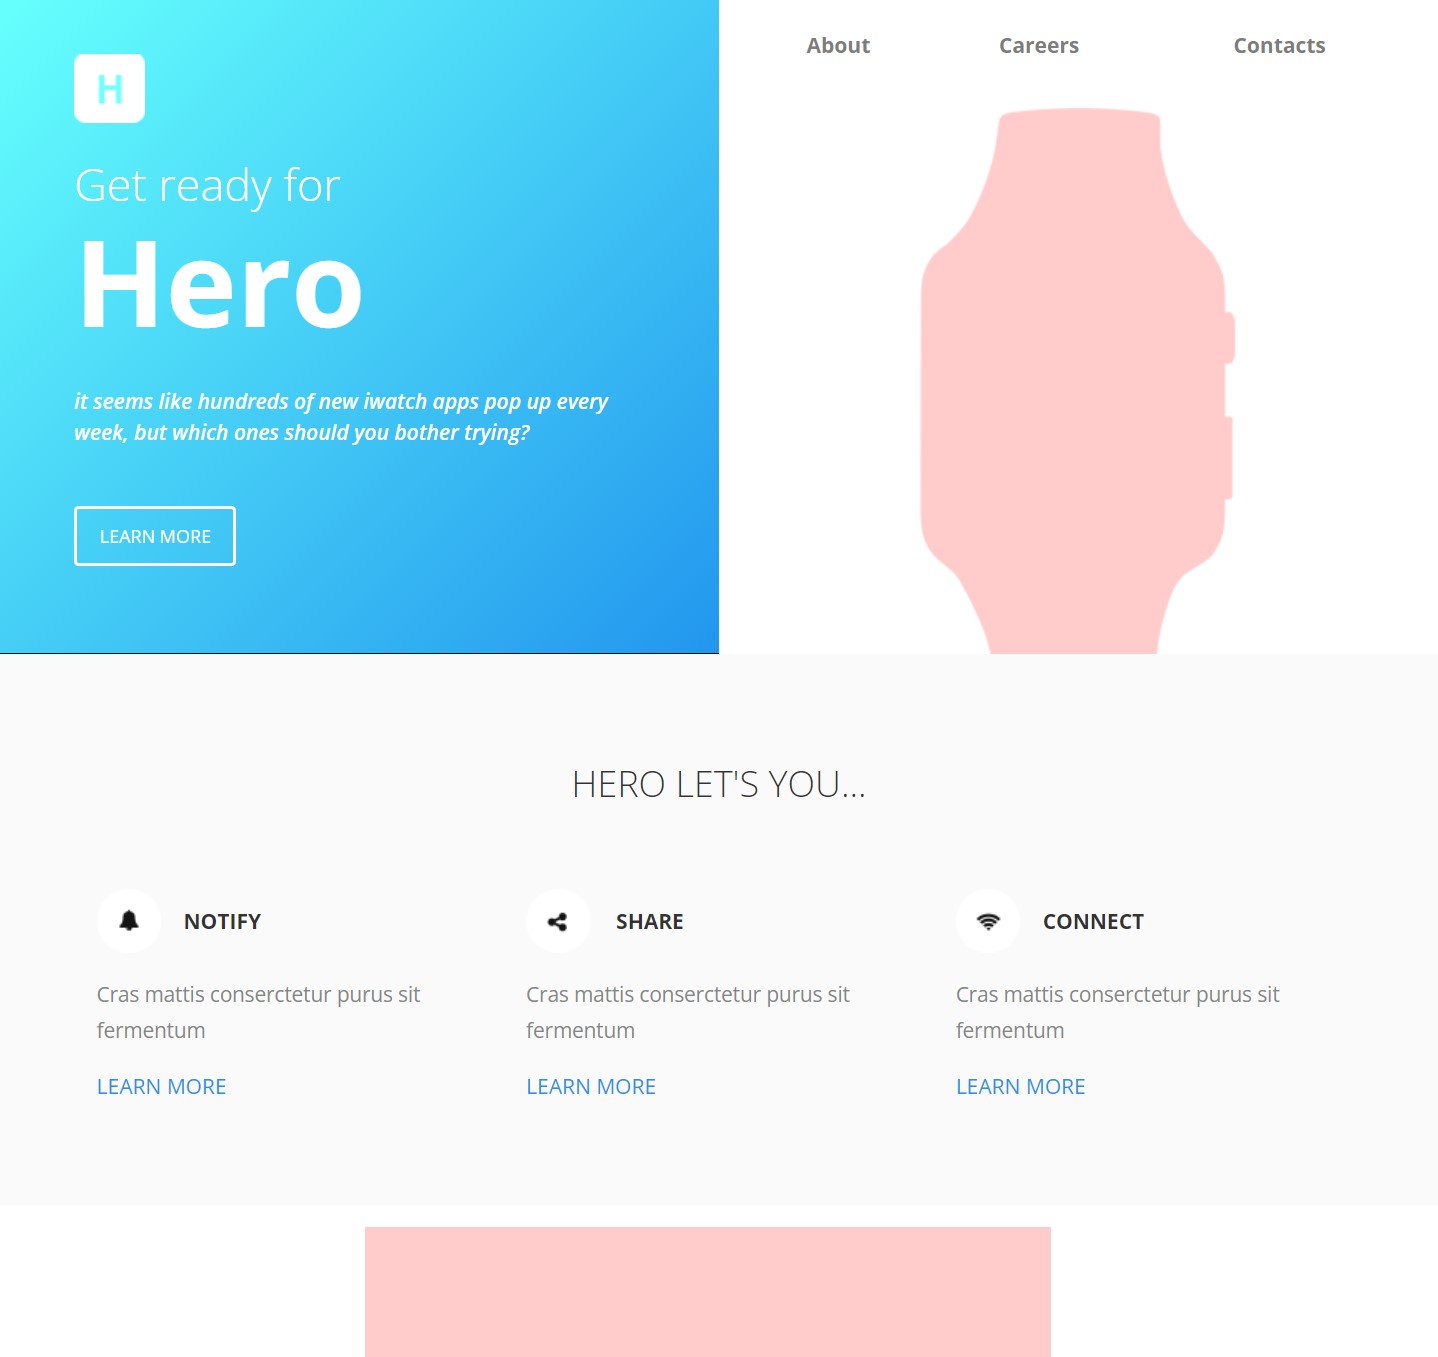 H
About
Careers
Contacts
Get ready for
Hero
it seems like hundreds of new iwatch apps pop up every
week, but which ones should you bother trying?
LEARN MORE
HERO LET'S YOU...
NOTIFY
Cras mattis conserctetur purus sit
fermentum
LEARN MORE
SHARE
Cras mattis conserctetur purus sit
fermentum
LEARN MORE
CONNECT
Cras mattis conserctetur purus sit
fermentum
LEARN MORE